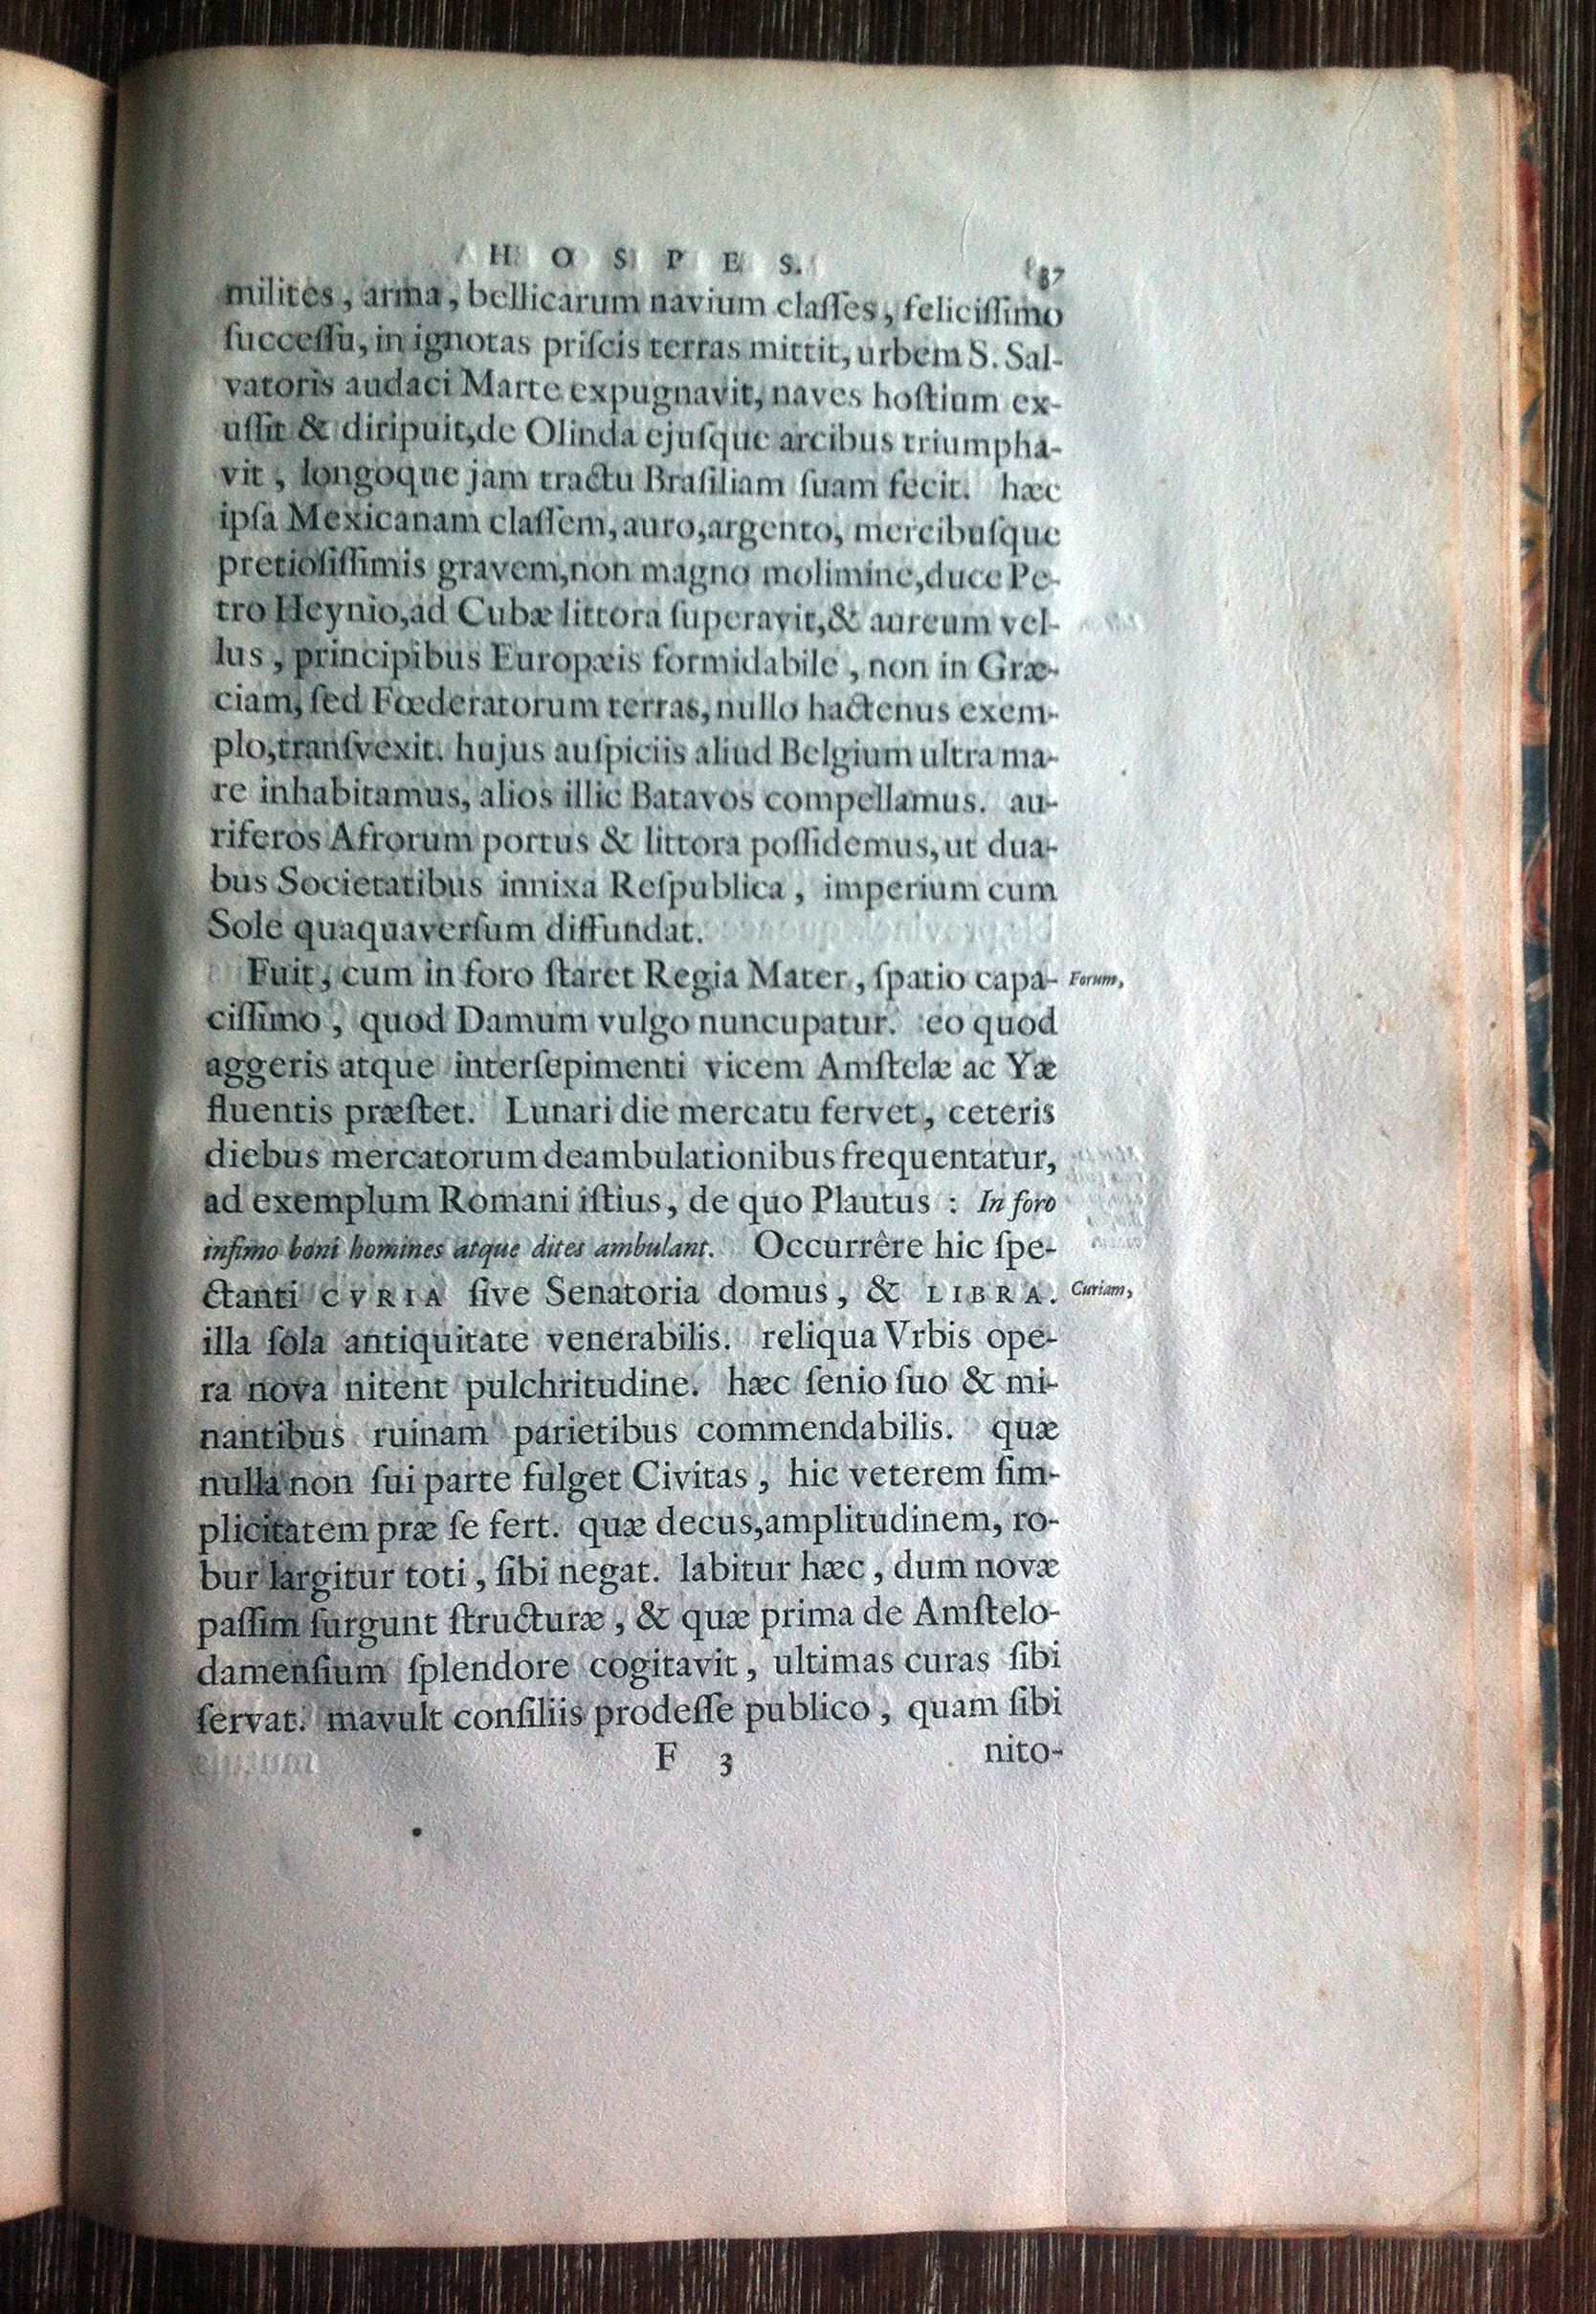 HOSPES. 37
milites, arma, bellicarum navium claſſes, feliciſſimo
ſucceſſu, in ignotas priſcis terras mittit, urbem S. Sal-
vatoris audaci Marte expugnavit, naves hoſtium ex-
uſſit & diripuit, de Olinda ejuſque arcibus triumpha-
vit, longoque jam tractu Braſiliam ſuam fecit. hæc
ipſa Mexicanam claſſem, auro, argento, mercibuſque
pretioſiſſimis gravem, non magno molimine, duce Pe-
tro Heynio, ad Cubæ littora ſuperavit, & aureum vel-
lus, principibus Europæis formidabile, non in Græ-
ciam, ſed Fœderatorum terras, nullo hactenus exem-
plo, tranſvexit. hujus auſpiciis aliud Belgium ultra ma-
re inhabitamus, alios illic Batavos compellamus. au-
riferos Afrorum portus & littora poſſidemus, ut dua-
bus Societatibus innixa Reſpublica, imperium cum
Sole quaquaverſum diffundat.
Fuit, cum in foro ſtaret Regia Mater, ſpatio capa- Forum,
ciſſimo, quod Damum vulgo nuncupatur. eo quod
aggeris atque interſepimenti vicem Amſtelæ ac Yæ
fluentis præſtet. Lunari die mercatu fervet, ceteris
diebus mercatorum deambulationibus frequentatur,
ad exemplum Romani iſtius, de quo Plautus : In foro
infimo boni homines atque dites ambulant. Occurrêre hic ſpe-
ctanti CVRIA ſive Senatoria domus, & LIBRA. Curiam,
illa ſola antiquitate venerabilis. reliqua Vrbis ope-
ra nova nitent pulchritudine. hæc ſenio ſuo & mi-
nantibus ruinam parietibus commendabilis. quæ
nulla non ſui parte fulget Civitas, hic veterem ſim-
plicitatem præ ſe fert. quæ decus, amplitudinem, ro-
bur largitur toti, ſibi negat. labitur hæc, dum novæ
paſſim ſurgunt ſtructuræ, & quæ prima de Amſtelo-
damenſium ſplendore cogitavit, ultimas curas ſibi
ſervat. mavult conſiliis prodeſſe publico, quam ſibi
F 3 nito-